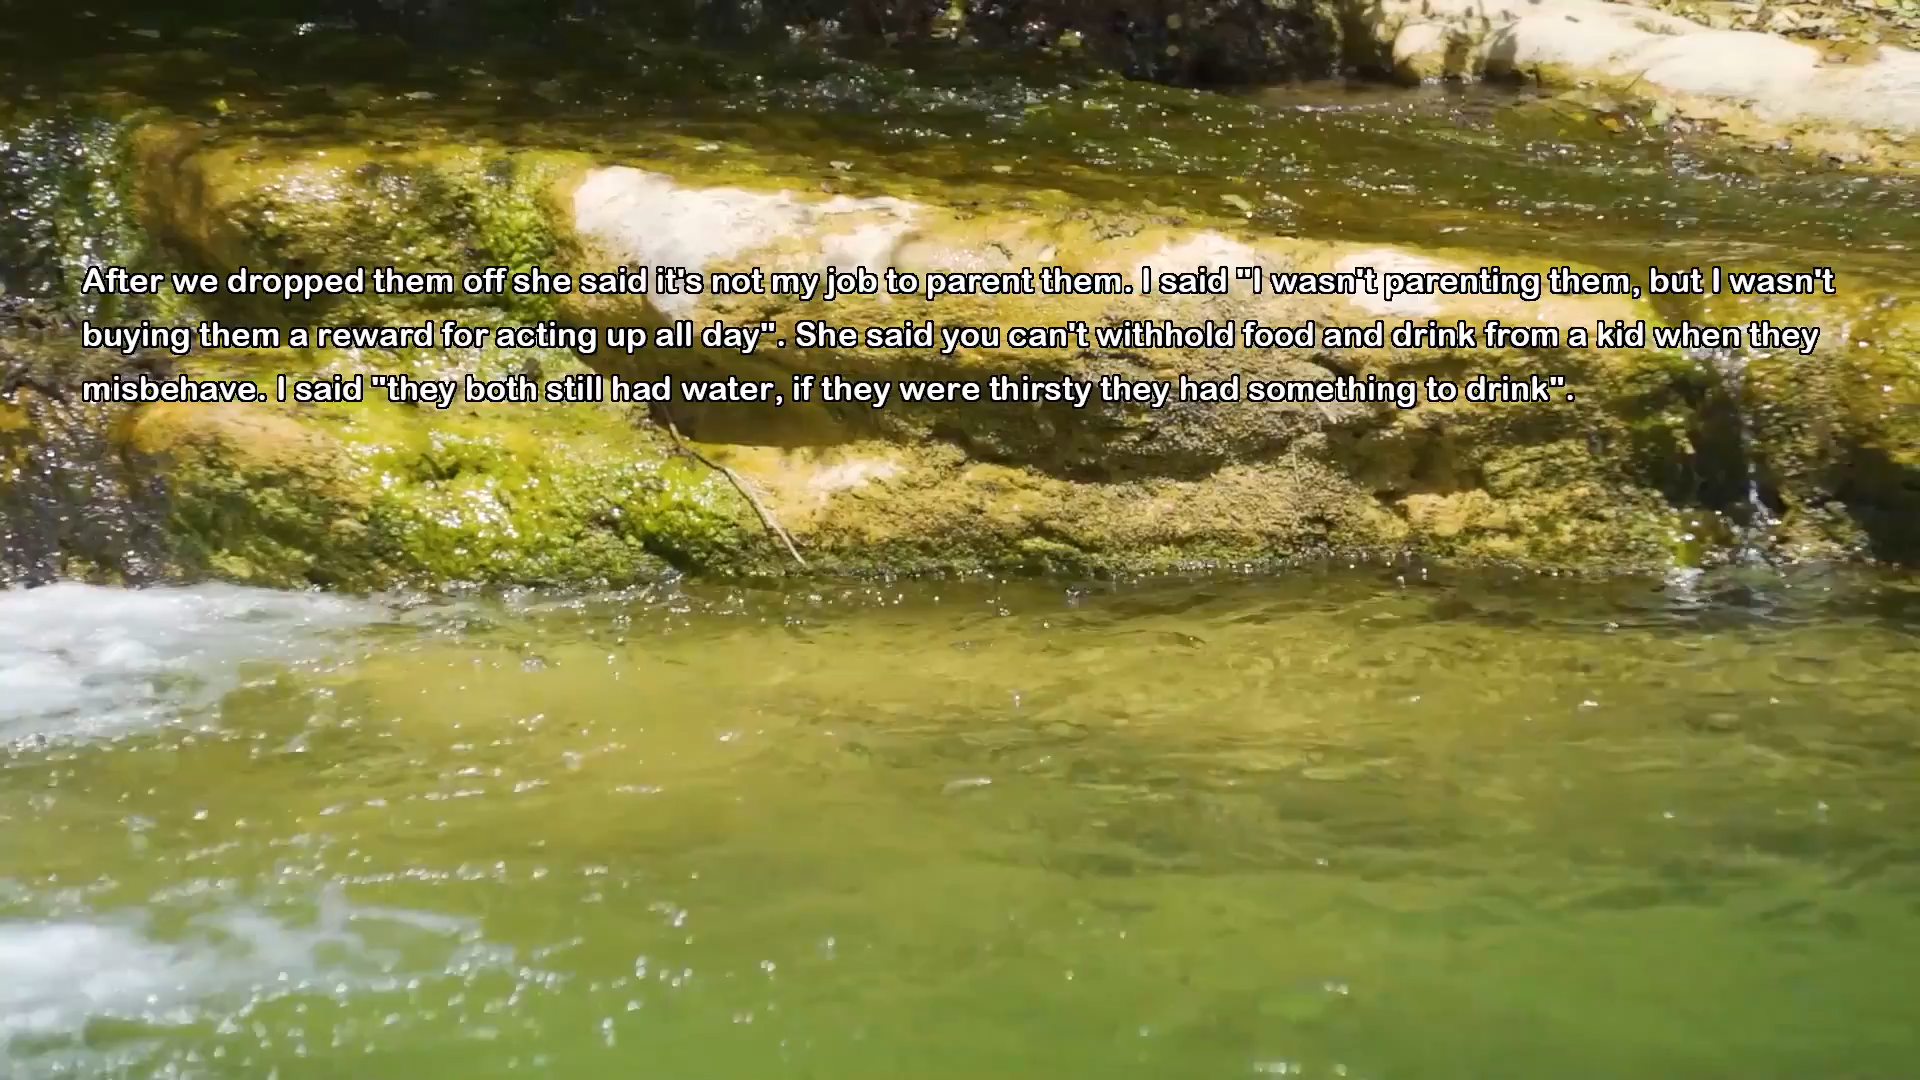 After we dropped them off she said it's not my job to parent them. I said "I wasn't parenting them, but I wasn't
buying them a reward for acting up all day". She said you can't withhold food and drink from a kid when they
misbehave. I said "they both still had water, if they were thirsty they had something to drink".